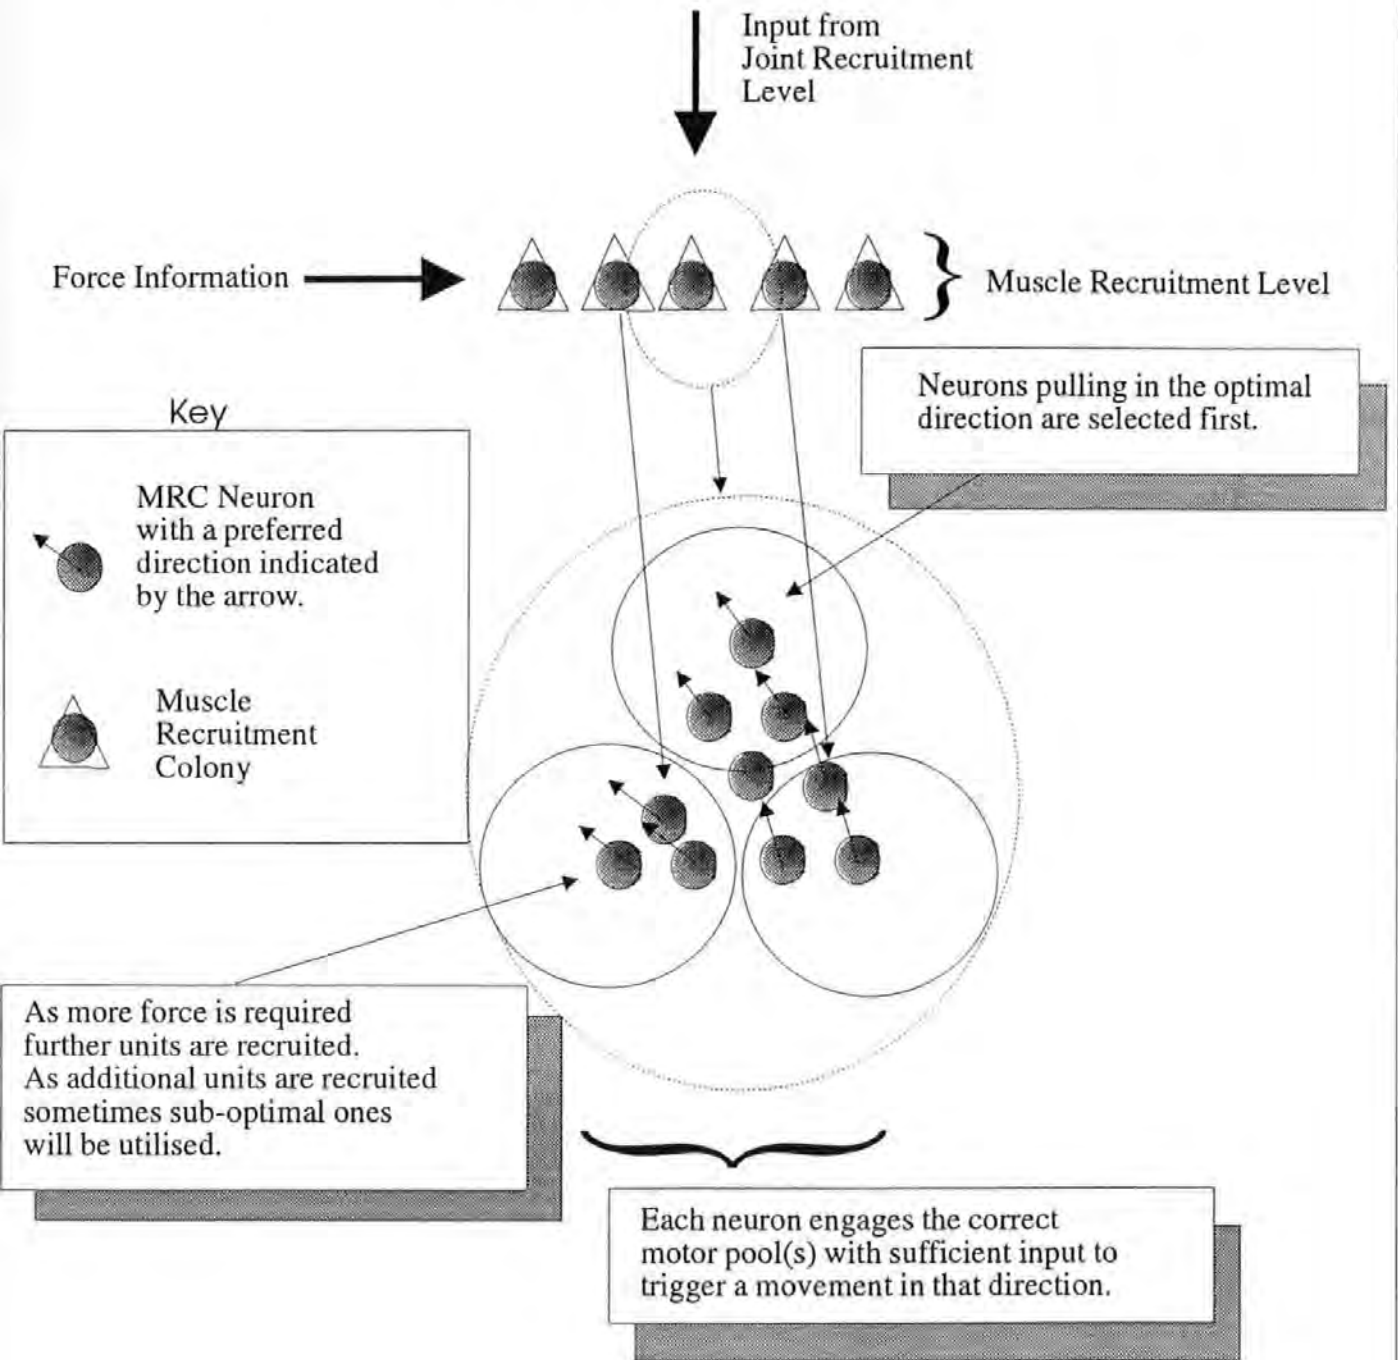 Input from
Joint Recruitment
Level
Force Information
Muscle Recruitment Level
Neurons pulling in the optimal
direction are selected first.
Key
MRC Neuron
with a preferred
direction indicated
by the arrow.
Muscle
Recruitment
Colony
As more force is required
further units are recruited.
As additional units are recruited
sometimes sub-optimal ones
will be utilised.
Each neuron engages the correct
motor pool(s) with sufficient input to
trigger a movement in that direction.